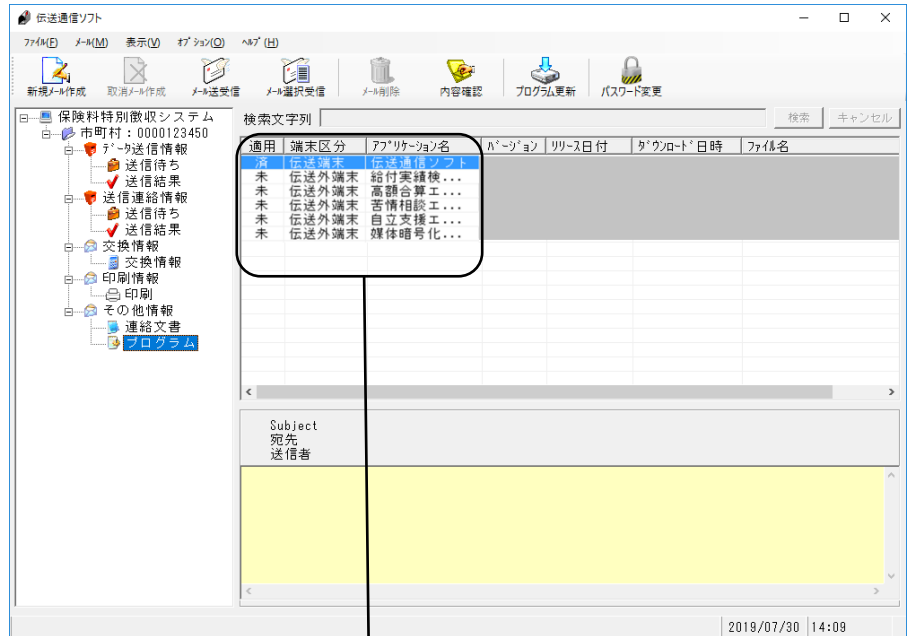 伝送通信ソフト
ﾌｧｲﾙ(F) ﾒｰﾙ(M) 表示(V) ｵﾌﾟｼｮﾝ(O) ﾍﾙﾌﾟ(H)
新規ﾒｰﾙ作成 取消ﾒｰﾙ作成 ﾒｰﾙ送受信 ﾒｰﾙ選択受信 ﾒｰﾙ削除 内容確認 ﾌﾟﾛｸﾞﾗﾑ更新 ﾊﾟｽﾜｰﾄﾞ変更
保険料特別徴収システム
市町村：0000123450
ﾃﾞｰﾀ送信情報
送信待ち
送信結果
送信連絡情報
送信待ち
送信結果
交換情報
交換情報
印刷情報
印刷
その他情報
連絡文書
プログラム
検索文字列 検索 キャンセル
適用 端末区分 ｱﾌﾟﾘｹｰｼｮﾝ名 ﾊﾞｰｼﾞｮﾝ ﾘﾘｰｽ日付 ﾀﾞｳﾝﾛｰﾄﾞ日時 ﾌｧｲﾙ名
済 伝送端末 伝送通信ソフト
未 伝送外端末 給付実績検...
未 伝送外端末 高額合算エ...
未 伝送外端末 苦情相談エ...
未 伝送外端末 自立支援エ...
未 伝送外端末 媒体暗号化...
Subject
宛先
送信者
2019/07/30 14:09